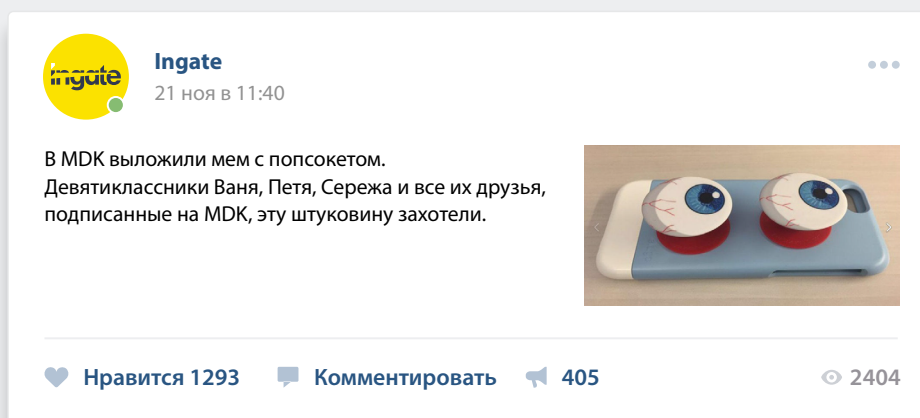 ingate
Ingate
21 ноя в 11:40
В MDK выложили мем с попсокетом.
Девятиклассники Ваня, Петя, Сережа и все их друзья,
подписанные на MDK, эту штуковину захотели.
Нравится 1293 Комментировать 405 2404